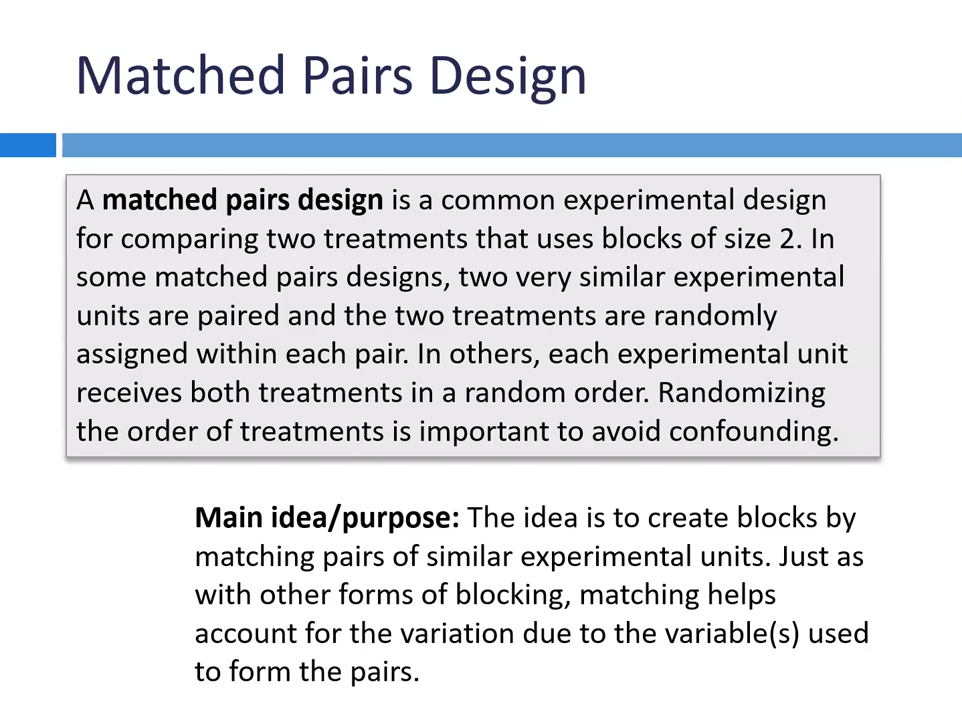 Matched Pairs Design
A matched pairs design is a common experimental design
for comparing two treatments that uses blocks of size 2. In
some matched pairs designs, two very similar experimental
units are paired and the two treatments are randomly
assigned within each pair. In others, each experimental unit
receives both treatments in a random order. Randomizing
the order of treatments is important to avoid confounding.
Main idea/purpose: The idea is to create blocks by
matching pairs of similar experimental units. Just as
with other forms of blocking, matching helps
account for the variation due to the variable(s) used
to form the pairs.